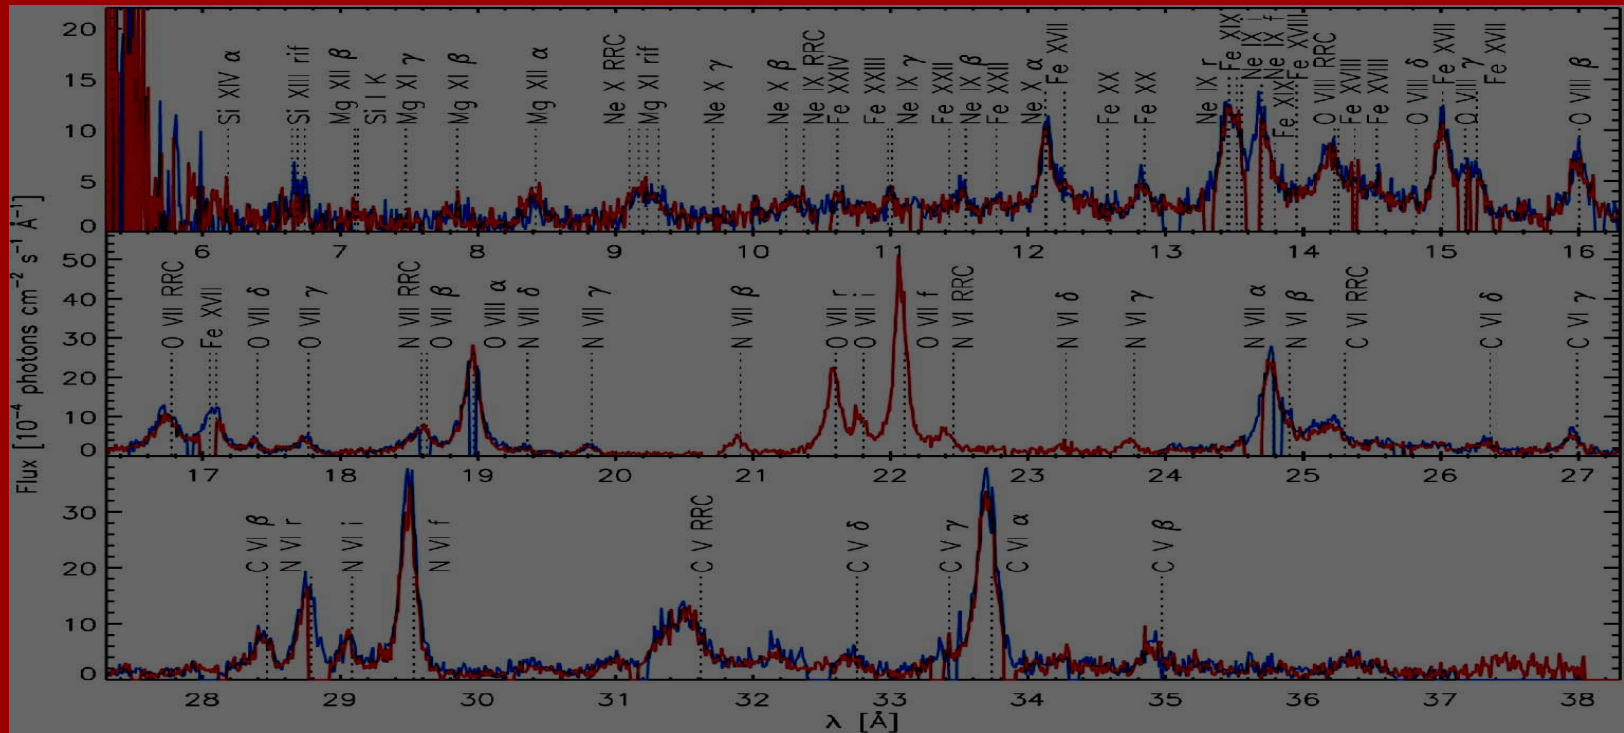 Flux [10⁻⁴ photons cm⁻² s⁻¹ Å⁻¹]
20
15
10
5
0
Si XIV α
Si XIII rif
Mg XII β
Si I K
Mg XI γ
Mg XI β
Mg XII α
Ne X RRC
Mg XI rif
Ne X γ
Ne X β
Ne IX RRC
Fe XXIV
Fe XXIII
Ne IX γ
Fe XXII
Ne IX β
Fe XXII
Ne X α
Fe XVII
Fe XX
Fe XX
Ne IX r
Fe XIX
Ne IX i
Ne IX f
Fe XIX
Fe XVIII
O VIII RRC
Fe XVIII
Fe XVIII
O VIII δ
Fe XVII
O VIII γ
Fe XVII
O VIII β
6 7 8 9 10 11 12 13 14 15 16
50
40
30
20
10
0
O VII RRC
Fe XVII
O VII δ
O VII γ
N VII RRC
O VII β
O VIII α
N VII δ
N VII γ
N VII β
O VII r
O VII i
O VII f
N VI RRC
N VI δ
N VI γ
N VII α
N VI β
C VI RRC
C VI δ
C VI γ
17 18 19 20 21 22 23 24 25 26 27
30
20
10
0
C VI β
N VI r
N VI i
N VI f
C V RRC
C V δ
C V γ
C VI α
C V β
28 29 30 31 32 33 34 35 36 37 38
λ [Å]